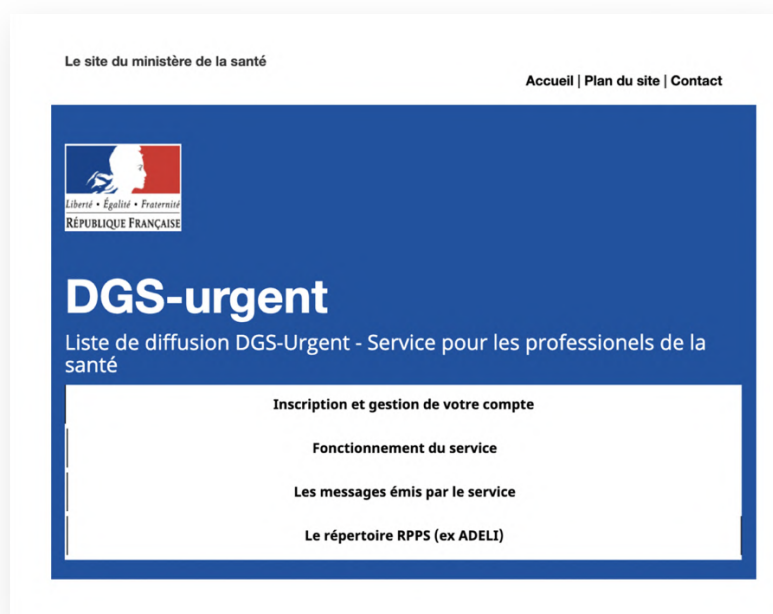 Le site du ministère de la santé
Accueil | Plan du site | Contact
Liberté • Égalité • Fraternité
RÉPUBLIQUE FRANÇAISE
DGS-urgent
Liste de diffusion DGS-Urgent - Service pour les professionels de la
santé
Inscription et gestion de votre compte
Fonctionnement du service
Les messages émis par le service
Le répertoire RPPS (ex ADELI)